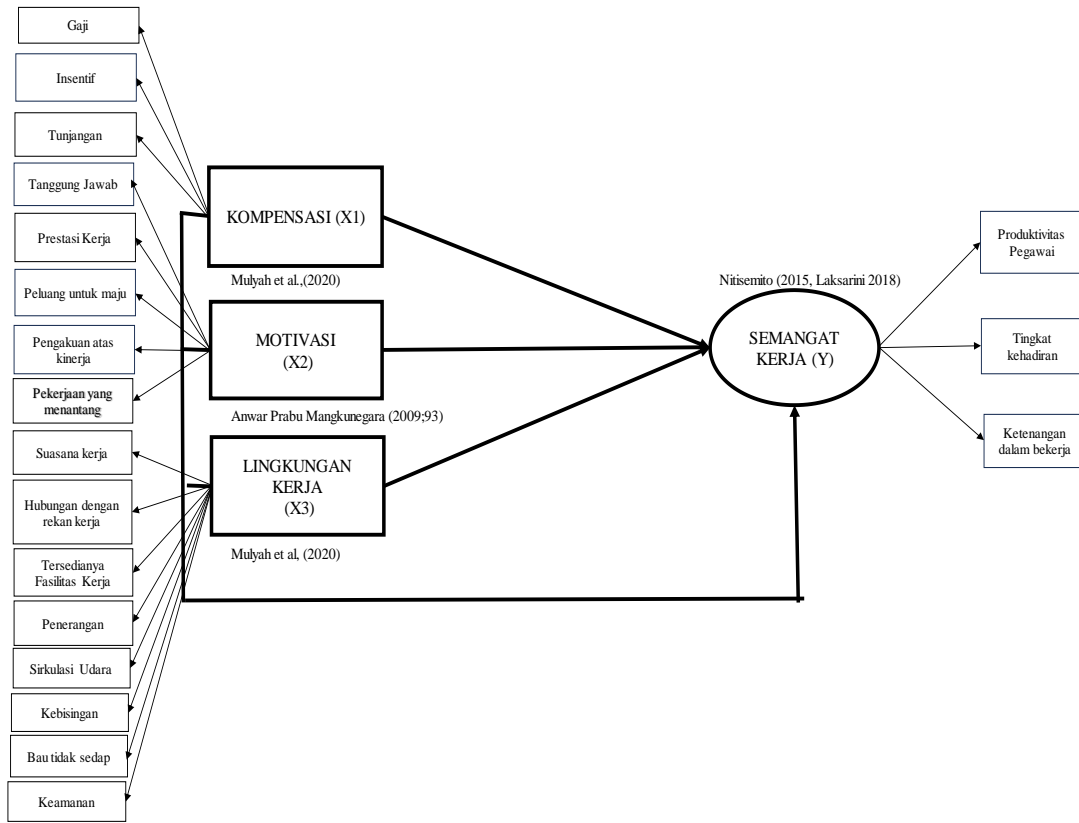 Gaji
Insentif
Tunjangan
Tanggung Jawab
Prestasi Kerja
Peluang untuk maju
Pengakuan atas
kinerja
Pekerjaan yang
menantang
Suasana kerja
Hubungan dengan
rekan kerja
Tersedianya
Fasilitas Kerja
Penerangan
Sirkulasi Udara
Kebisingan
Bau tidak sedap
Keamanan
KOMPENSASI (X1)
Mulyah et al.,(2020)
MOTIVASI
(X2)
Anwar Prabu Mangkunegara (2009;93)
LINGKUNGAN
KERJA
(X3)
Mulyah et al, (2020)
Nitisemito (2015, Laksarini 2018)
SEMANGAT
KERJA (Y)
Produktivitas
Pegawai
Tingkat
kehadiran
Ketenangan
dalam bekerja